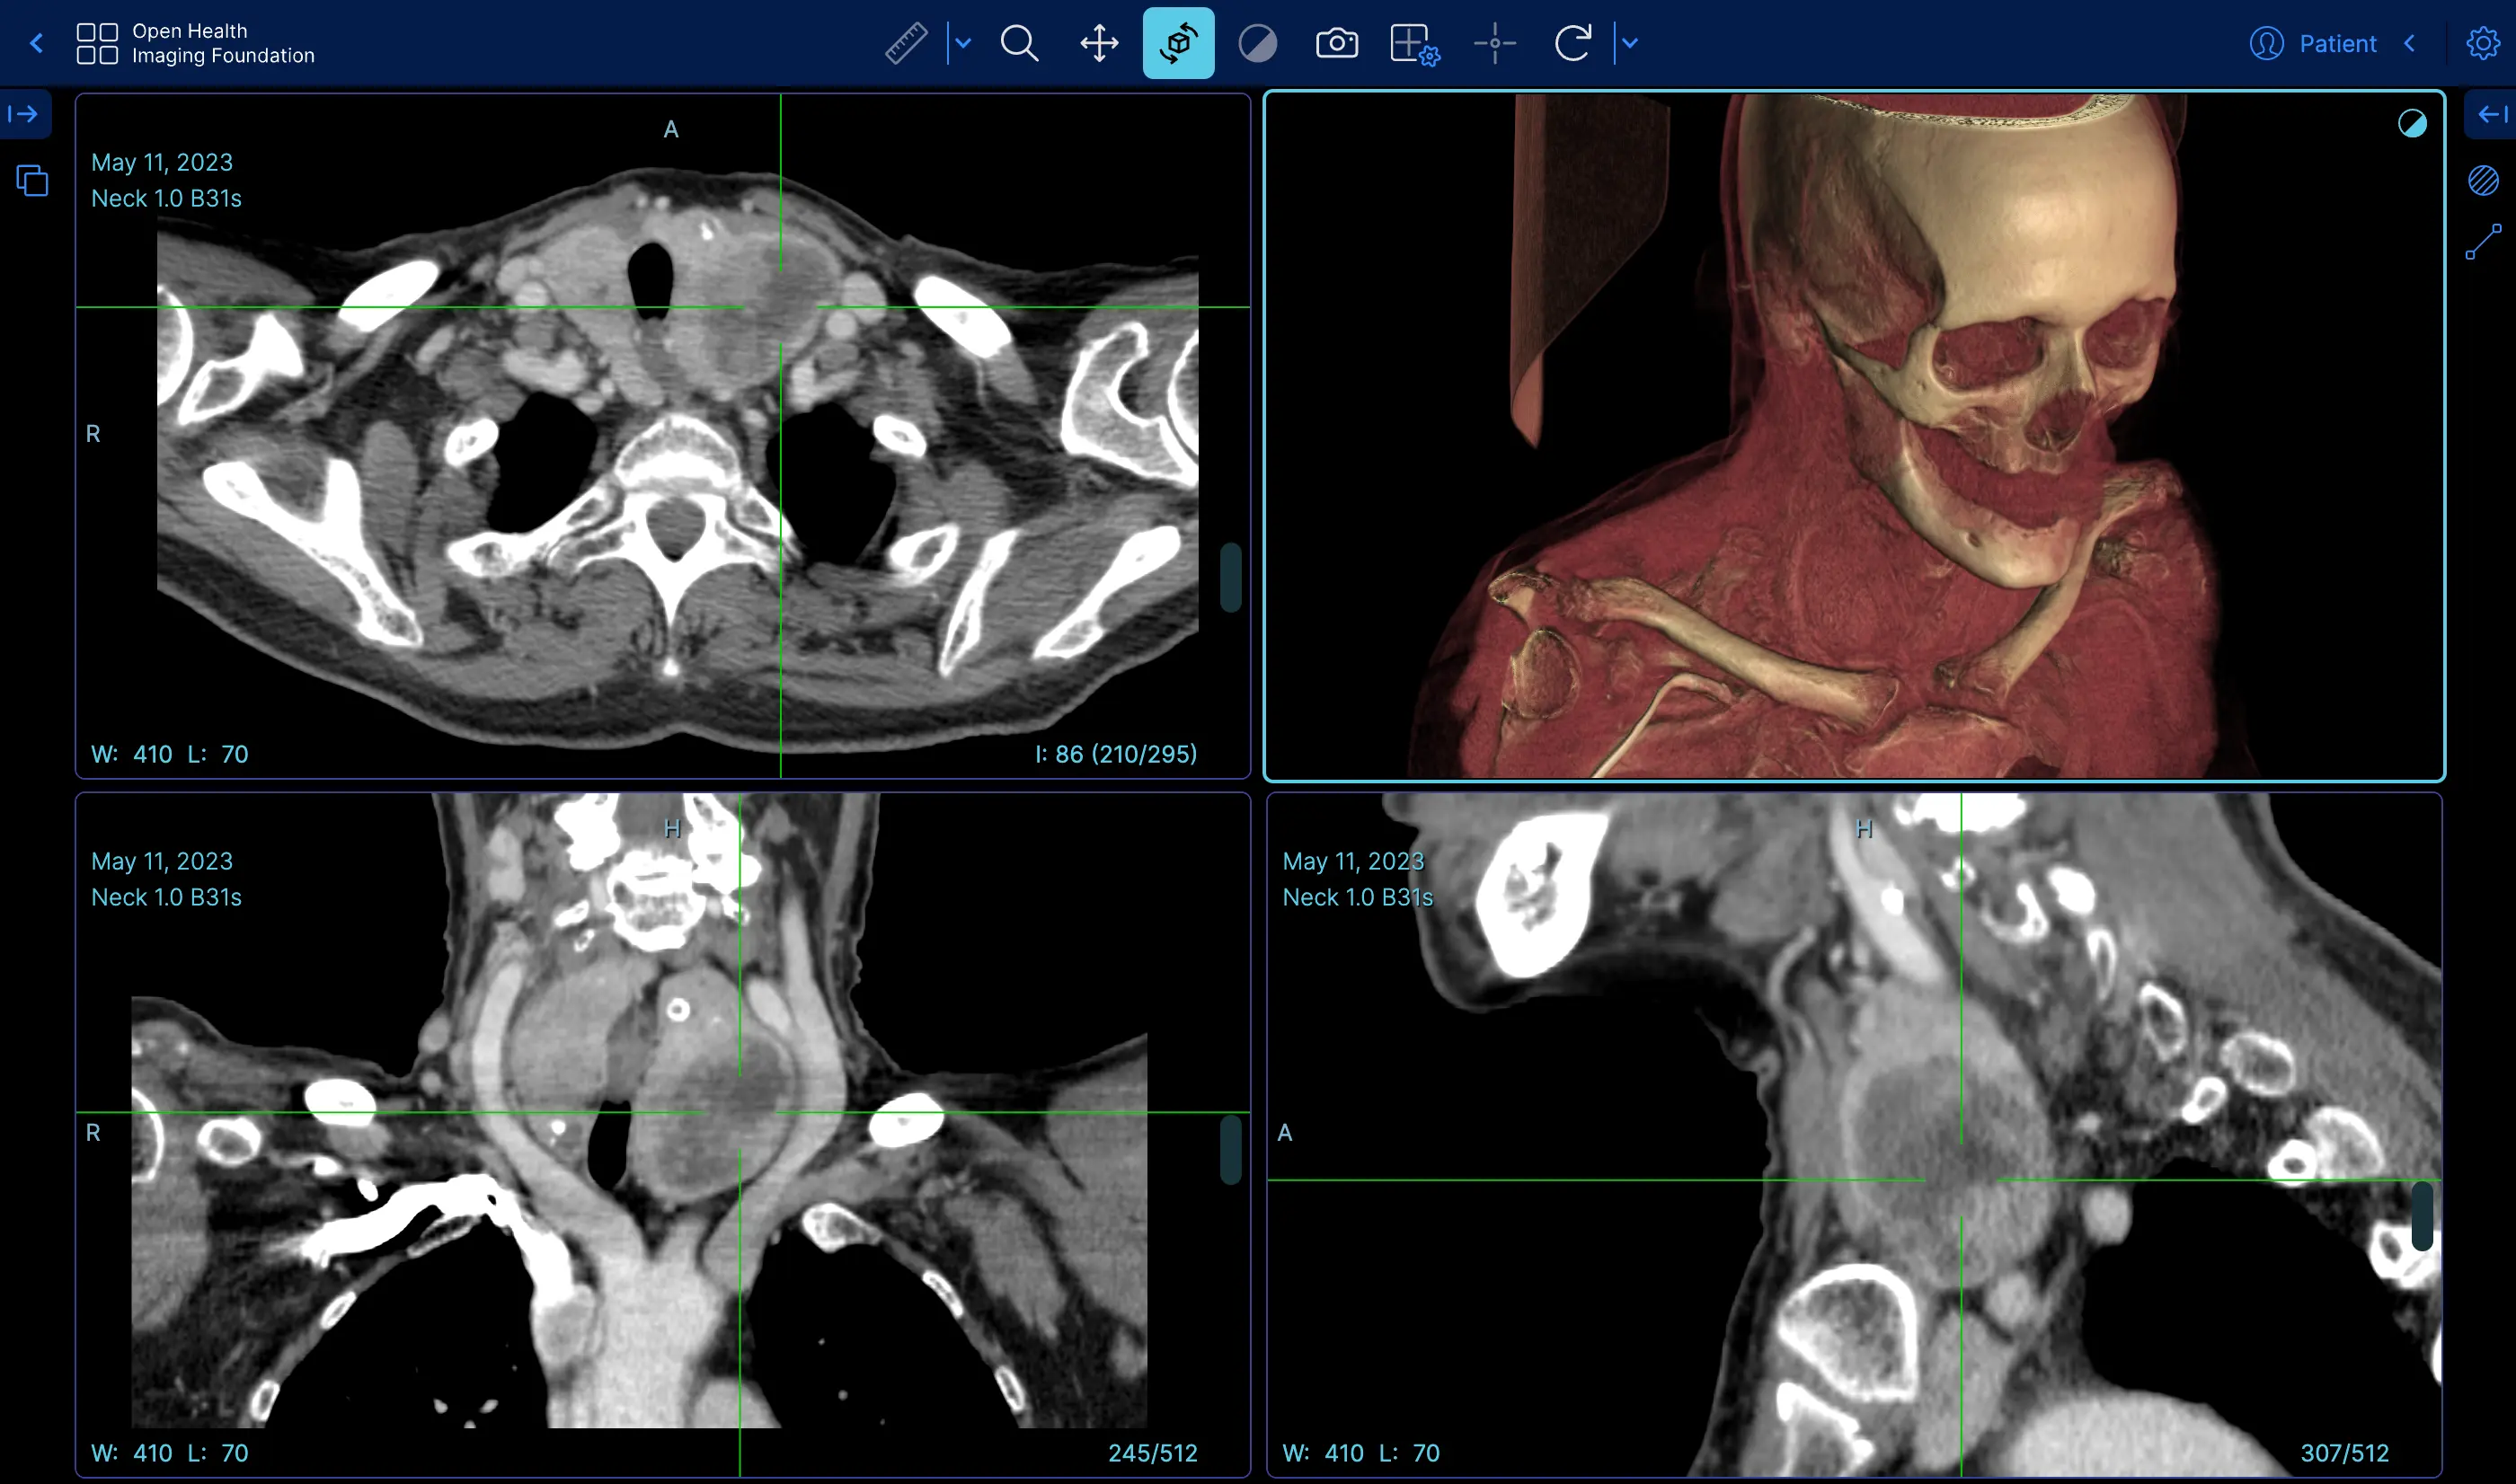 Open Health
Imaging Foundation
Patient
A
May 11, 2023
Neck 1.0 B31s
R
W: 410 L: 70
I: 86 (210/295)
H
May 11, 2023
Neck 1.0 B31s
R
W: 410 L: 70
245/512
H
May 11, 2023
Neck 1.0 B31s
A
W: 410 L: 70
307/512